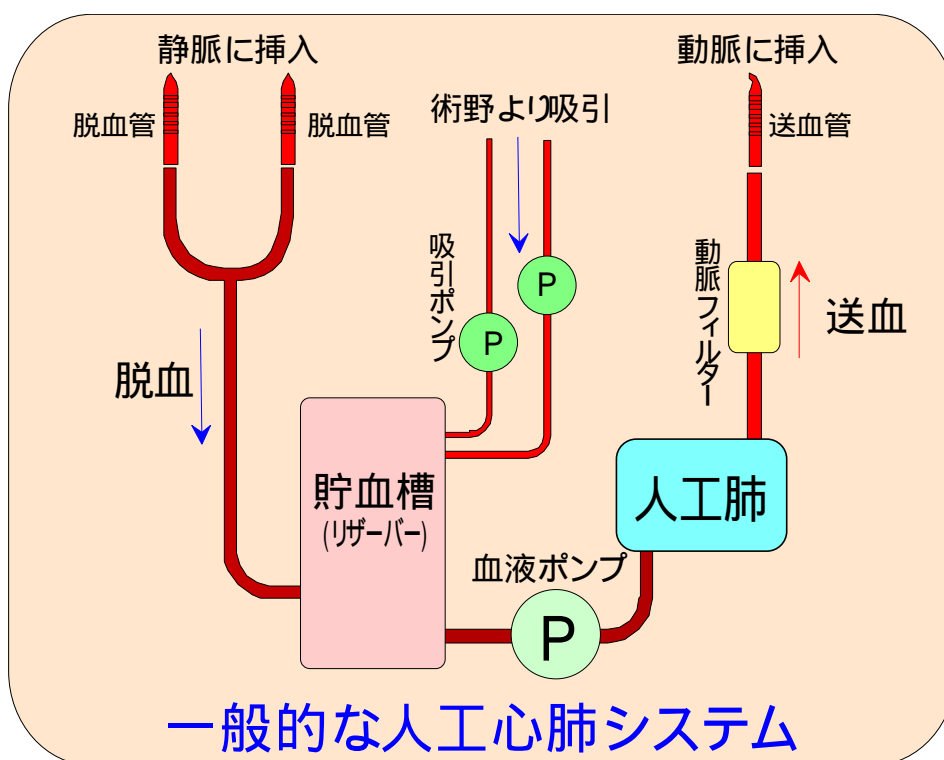 静脈に挿入
動脈に挿入
脱血管
脱血管
術野より吸引
送血管
吸引ポンプ
P
P
動脈フィルター
送血
脱血
貯血槽
(リザーバー)
人工肺
血液ポンプ
P
一般的な人工心肺システム